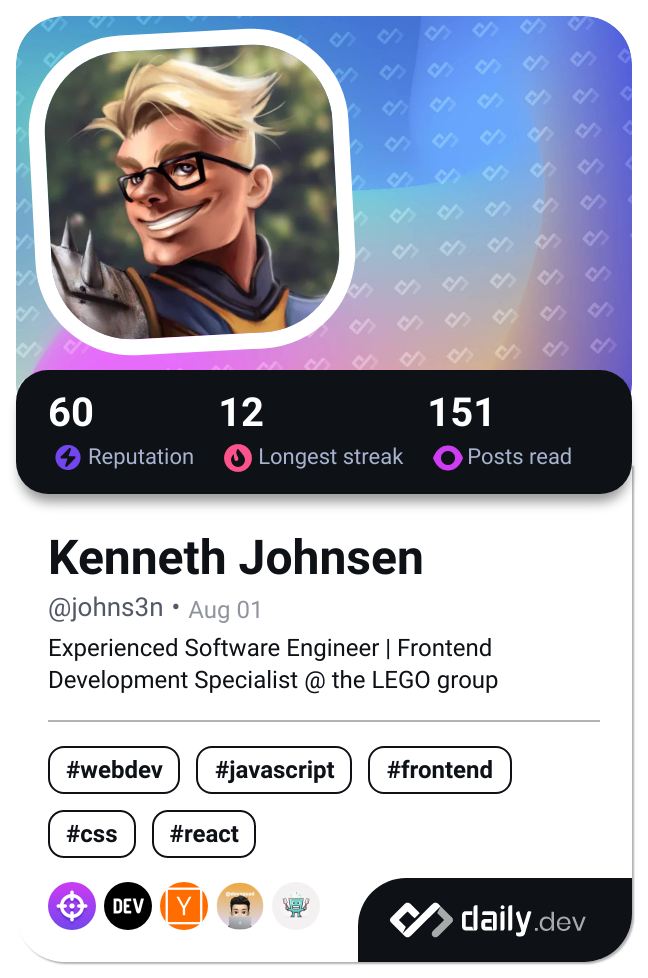 60 12 151
Reputation Longest streak Posts read
Kenneth Johnsen
@johns3n • Aug 01
Experienced Software Engineer | Frontend
Development Specialist @ the LEGO group
#webdev #javascript #frontend
#css #react
DEV Y
daily.dev